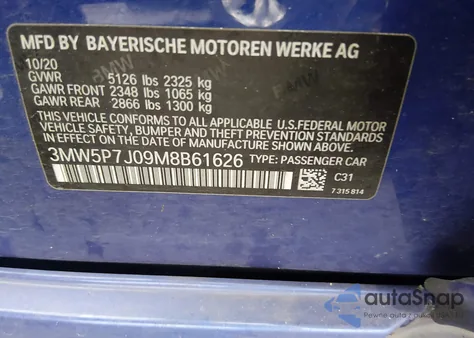 MFD BY BAYERISCHE MOTOREN WERKE AG
10/20
GVWR 5126 lbs 2325 kg
GAWR FRONT 2348 lbs 1065 kg
GAWR REAR 2866 lbs 1300 kg
THIS VEHICLE CONFORMS TO ALL APPLICABLE U.S.FEDERAL MOTOR
VEHICLE SAFETY, BUMPER, AND THEFT PREVENTION STANDARDS
IN EFFECT ON THE DATE OF MANUFACTURE SHOWN ABOVE.
3MW5P7J09M8B61626 TYPE: PASSENGER CAR
C31
7 315 814
autoSnap